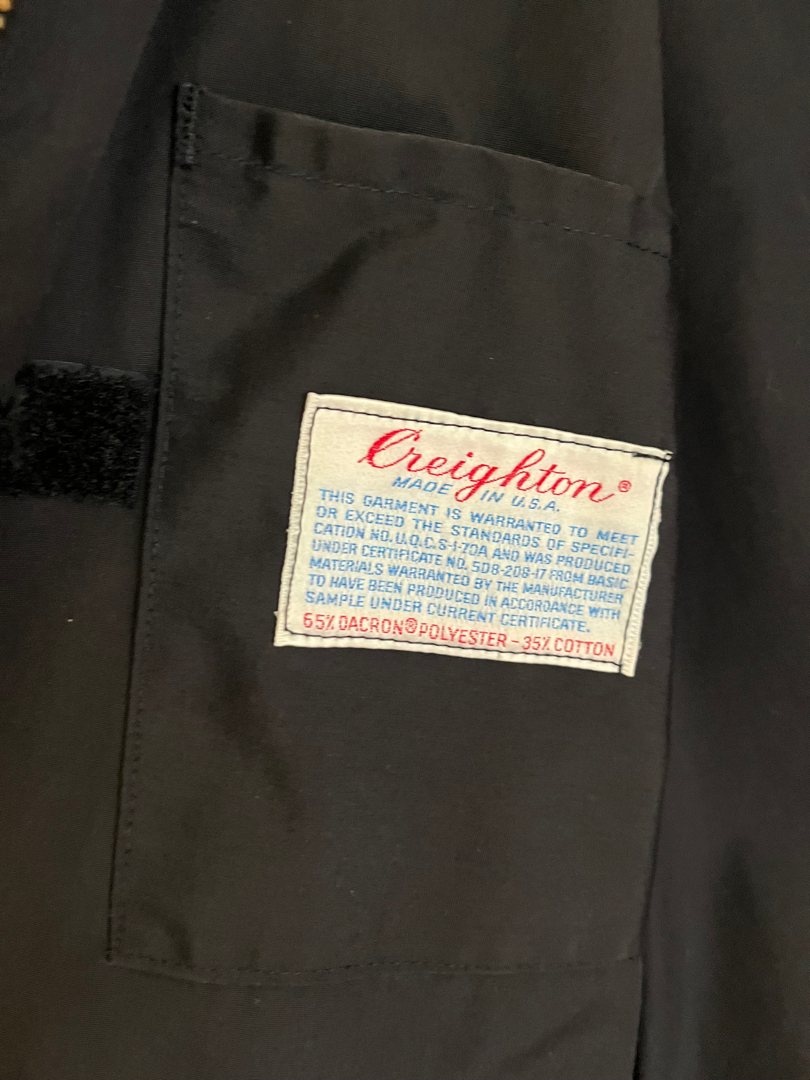 Creighton®
MADE IN U.S.A.
THIS GARMENT IS WARRANTED TO MEET
OR EXCEED THE STANDARDS OF SPECIFI-
CATION NO. U.O.C.S-1-70A AND WAS PRODUCED
UNDER CERTIFICATE NO. 5D8-208-17 FROM BASIC
MATERIALS WARRANTED BY THE MANUFACTURER
TO HAVE BEEN PRODUCED IN ACCORDANCE WITH
SAMPLE UNDER CURRENT CERTIFICATE.
65% DACRON® POLYESTER - 35% COTTON